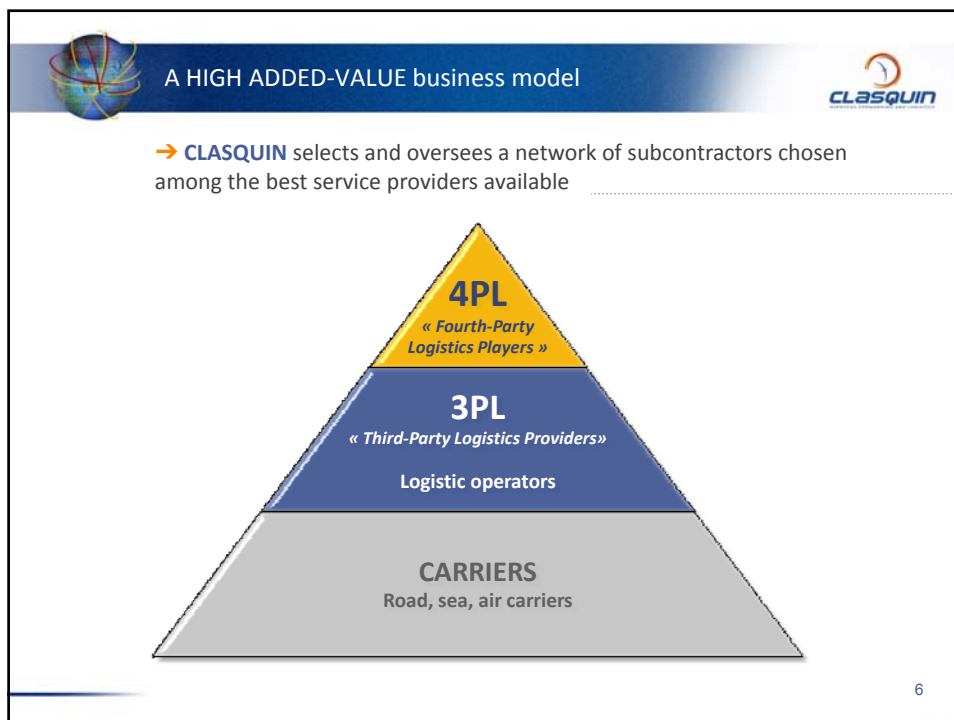 A HIGH ADDED-VALUE business model
CLASQUIN
➔ CLASQUIN selects and oversees a network of subcontractors chosen
among the best service providers available
4PL
« Fourth-Party
Logistics Players »
3PL
« Third-Party Logistics Providers»
Logistic operators
CARRIERS
Road, sea, air carriers
6